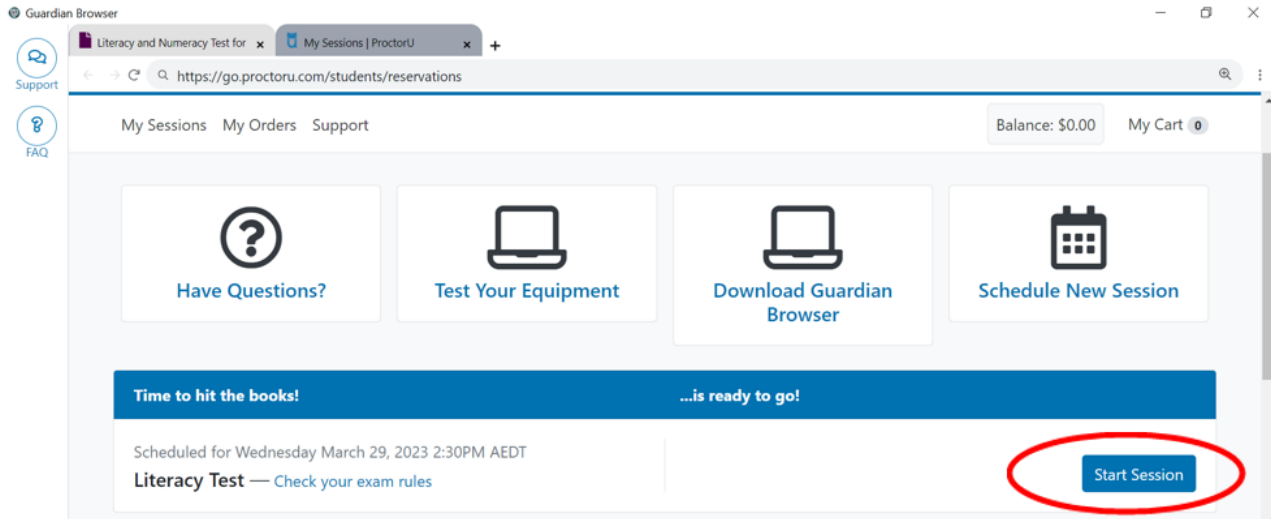 Guardian Browser
Literacy and Numeracy Test for
My Sessions | ProctorU
https://go.proctoru.com/students/reservations
Support
FAQ
My Sessions My Orders Support
Balance: $0.00 My Cart 0
Have Questions?
Test Your Equipment
Download Guardian
Browser
Schedule New Session
Time to hit the books! ...is ready to go!
Scheduled for Wednesday March 29, 2023 2:30PM AEDT
Literacy Test — Check your exam rules
Start Session